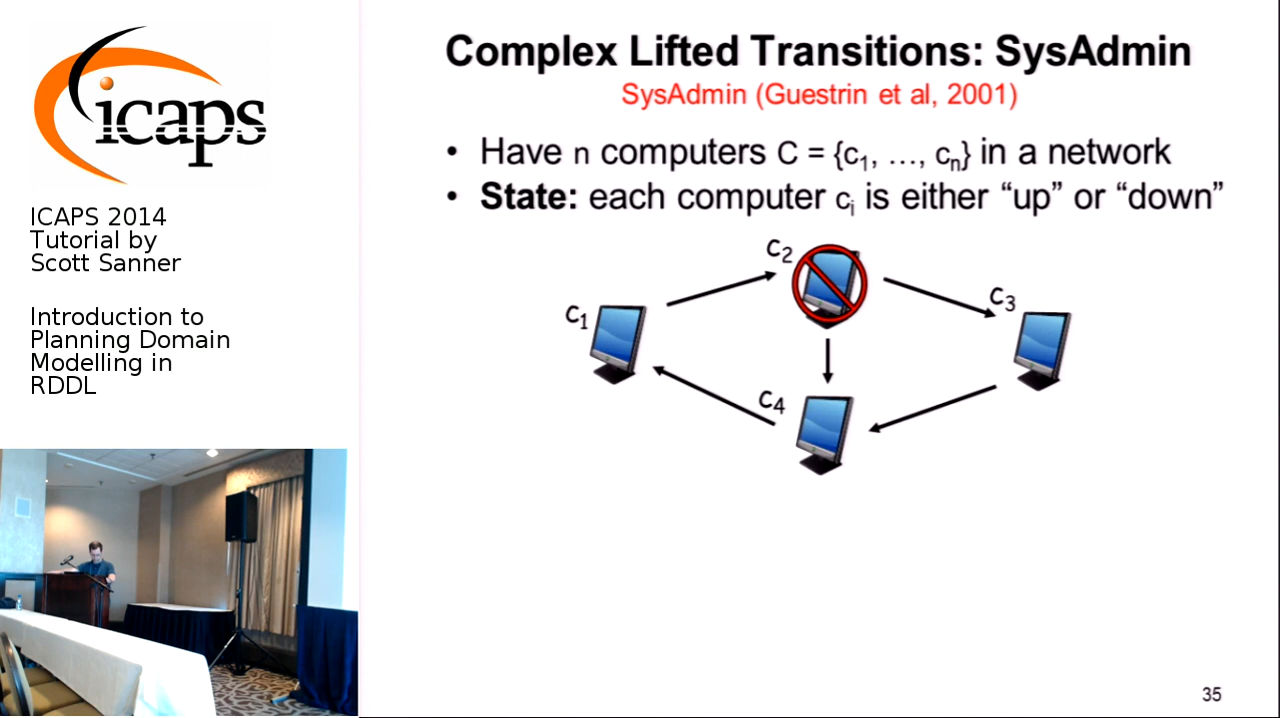 icaps
ICAPS 2014
Tutorial by
Scott Sanner
Introduction to
Planning Domain
Modelling in
RDDL
Complex Lifted Transitions: SysAdmin
SysAdmin (Guestrin et al, 2001)
• Have n computers C = {c1, …, cn} in a network
• State: each computer ci is either “up” or “down”
c2
c1
c3
c4
35